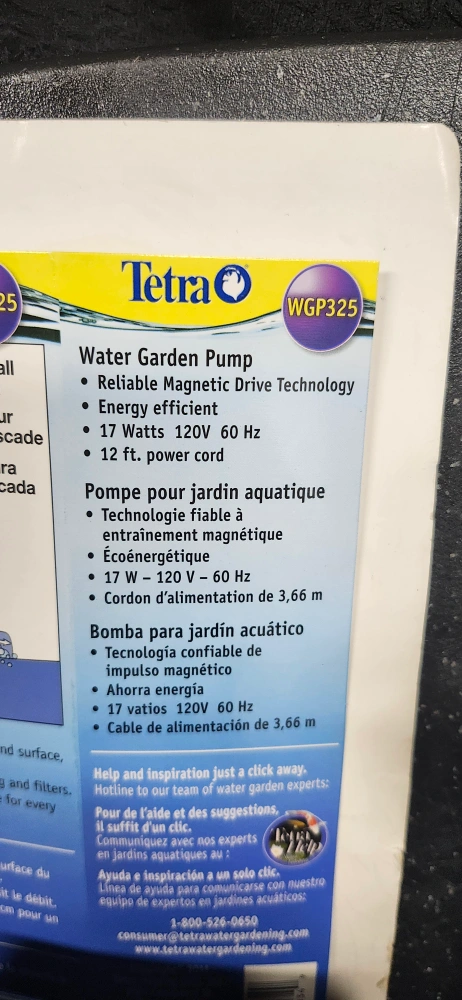 Tetra
25
WGP325
Water Garden Pump
• Reliable Magnetic Drive Technology
• Energy efficient
• 17 Watts 120V 60 Hz
• 12 ft. power cord
Pompe pour jardin aquatique
• Technologie fiable à
entraînement magnétique
• Écoénergétique
• 17 W – 120 V – 60 Hz
• Cordon d'alimentation de 3,66 m
Bomba para jardín acuático
• Tecnología confiable de
impulso magnético
• Ahorra energía
• 17 vatios 120V 60 Hz
• Cable de alimentación de 3,66 m
Help and inspiration just a click away.
Hotline to our team of water garden experts:
Pour de l'aide et des suggestions,
il suffit d'un clic.
Communiquez avec nos experts
en jardins aquatiques au :
Tetra
Help
Ayuda e inspiración a un solo clic.
Línea de ayuda para comunicarse con nuestro
equipo de expertos en jardines acuáticos:
1-800-526-0650
consumer@tetrawatergardening.com
www.tetrawatergardening.com
all
ur
scade
ra
cada
nd surface,
g and filters.
for every
urface du
it le débit.
cm pour un